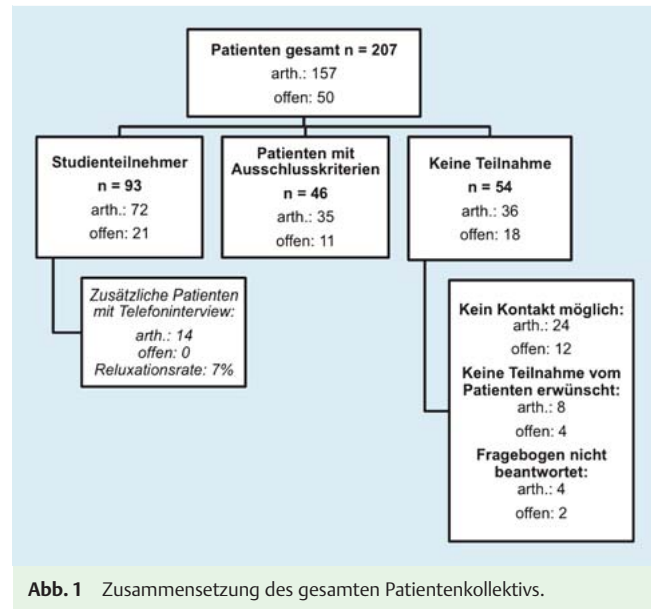 Patienten gesamt n = 207
arth.: 157
offen: 50
Studienteilnehmer
n = 93
arth.: 72
offen: 21
Patienten mit
Ausschlusskriterien
n = 46
arth.: 35
offen: 11
Keine Teilnahme
n = 54
arth.: 36
offen: 18
Zusätzliche Patienten
mit Telefoninterview:
arth.: 14
offen: 0
Reluxationsrate: 7%
Kein Kontakt möglich:
arth.: 24
offen: 12
Keine Teilnahme vom
Patienten erwünscht:
arth.: 8
offen: 4
Fragebogen nicht
beantwortet:
arth.: 4
offen: 2
Abb. 1 Zusammensetzung des gesamten Patientenkollektivs.